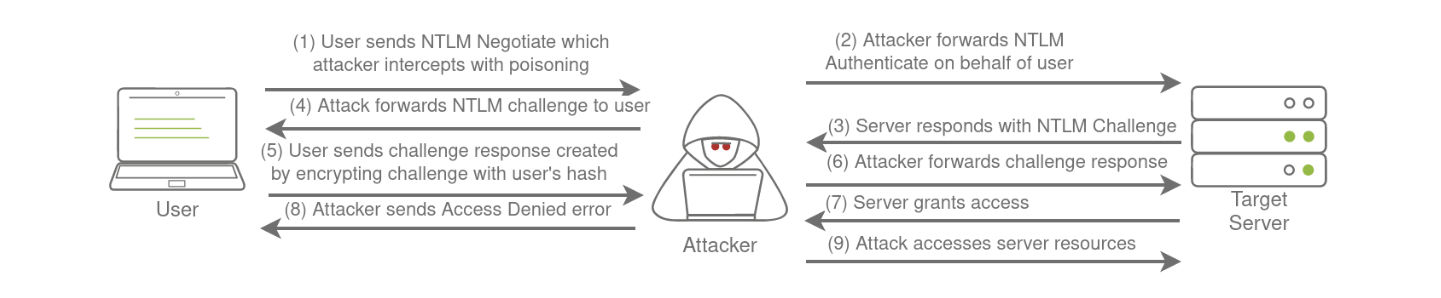 (1) User sends NTLM Negotiate which
attacker intercepts with poisoning
(2) Attacker forwards NTLM
Authenticate on behalf of user
(3) Server responds with NTLM Challenge
(4) Attack forwards NTLM challenge to user
(5) User sends challenge response created
by encrypting challenge with user's hash
(6) Attacker forwards challenge response
(7) Server grants access
(8) Attacker sends Access Denied error
(9) Attack accesses server resources
User
Attacker
Target
Server